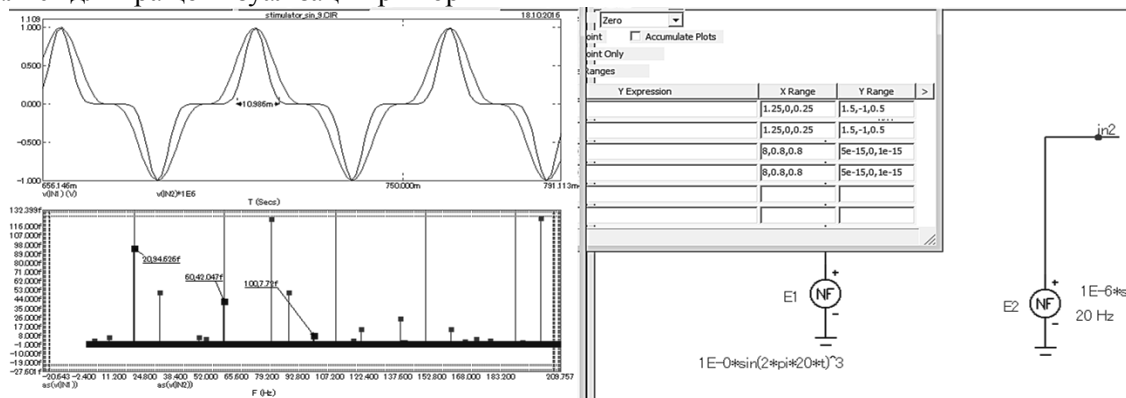 stimulator_sin_9.CIR 18.10.2016
1.108
1.000
0.500
0.000
-0.500
-1.000
10.986m
656.146m 750.000m 791.113m
v(IN1) (V) v(IN2)*1E6
T (Secs)
132.399f
116.000f
107.000f
98.000f
89.000f
80.000f
71.000f
62.000f
53.000f
44.000f
35.000f
26.000f
17.000f
8.000f
-1.000f
-10.000f
-19.000f
-27.601f
20,94.626f
60,42.047f
-20.643 -2.400 11.200 24.800 38.400 52.000 65.600 79.200 92.800 107.200 121.600 137.600 152.800 168.000 183.200 209.757
as(v(IN1)) as(v(IN2))
F (Hz)
Zero
oint Accumulate Plots
oint Only
Ranges
Y Expression X Range Y Range >
1.25,0,0.25 1.5,-1,0.5
1.25,0,0.25 1.5,-1,0.5
8,0.8,0.8 5e-15,0,1e-15
8,0.8,0.8 5e-15,0,1e-15
in2
E1 NF + -
1E-0*sin(2*pi*20*t)^3
E2 NF + -
1E-6*s
20 Hz